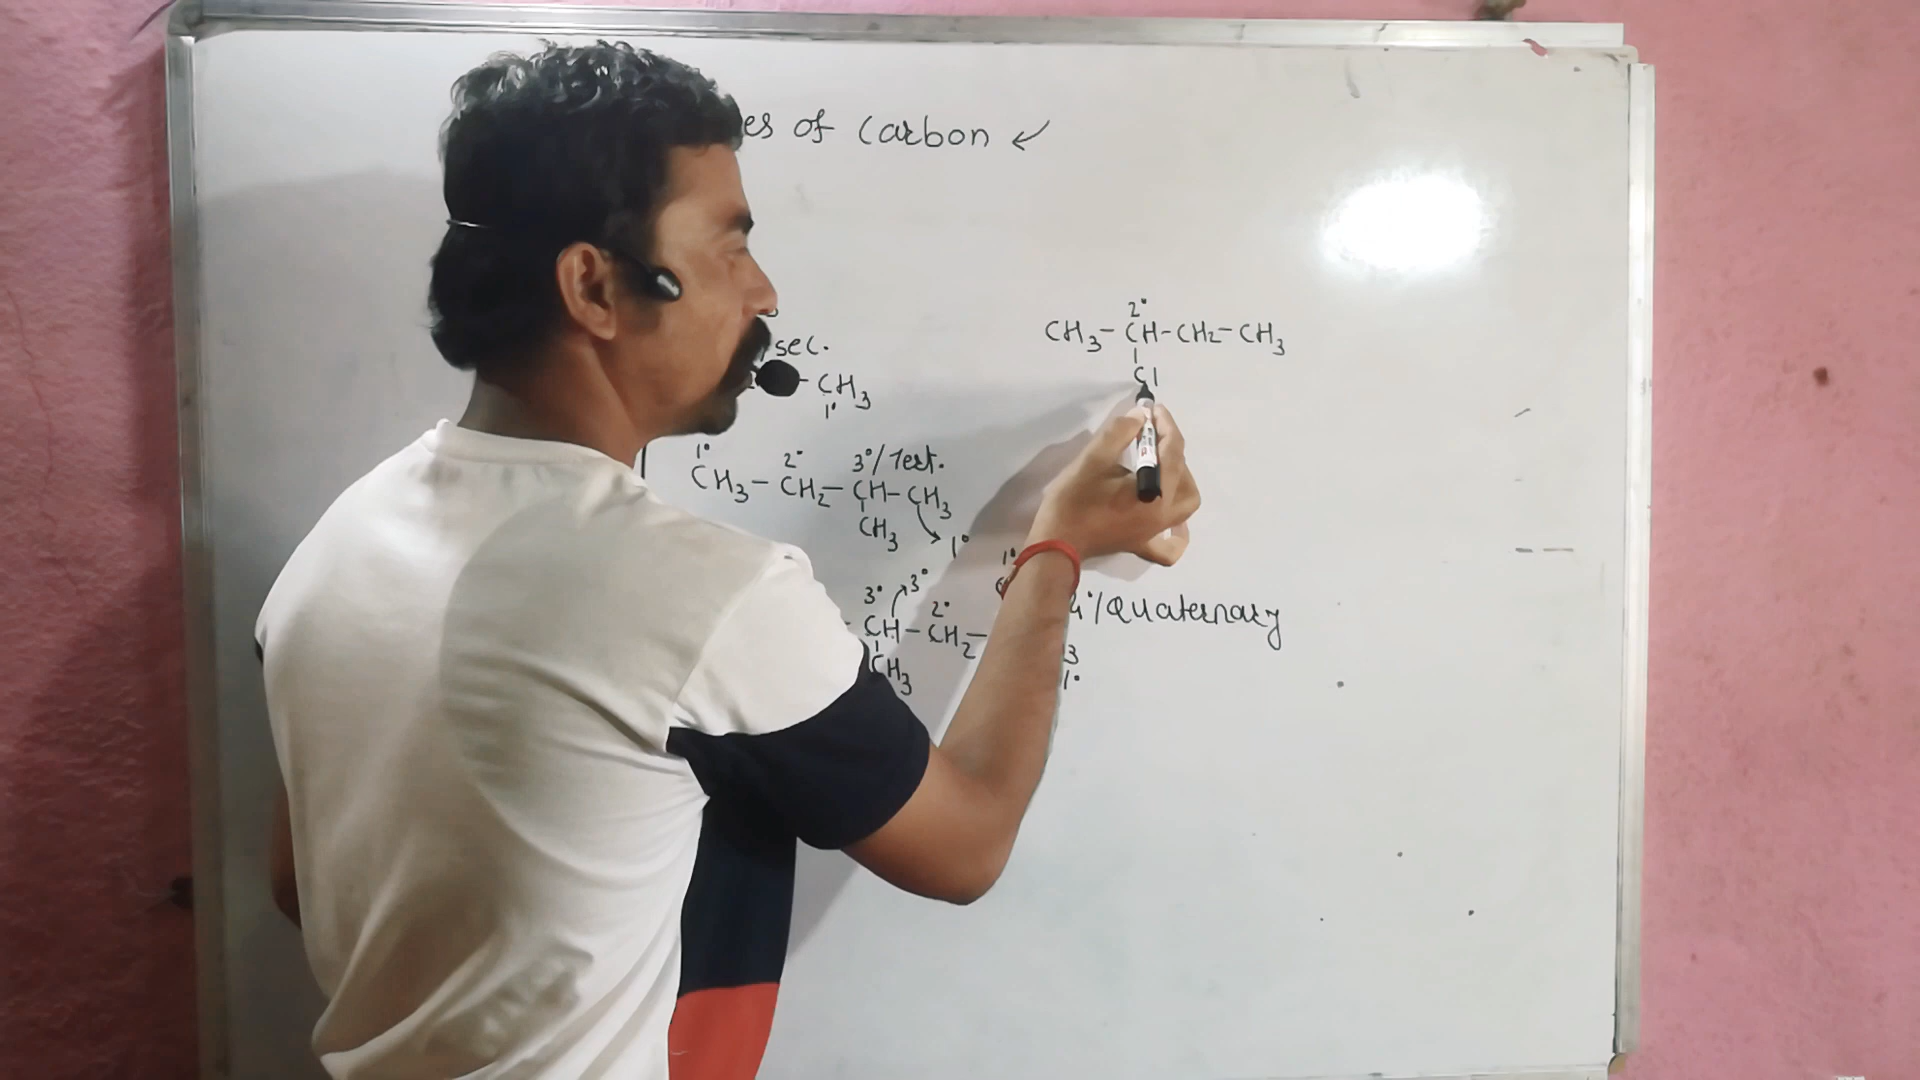 es of Carbon ↙
2°
CH3-CH-CH2-CH3
Cl
sec.
-CH3
1°
1° 2° 3°/Tert.
CH3-CH2-CH-CH3
CH3 1°
1°
3° 3° 2° 4°/Quaternary
CH-CH2-
CH3 3
1°